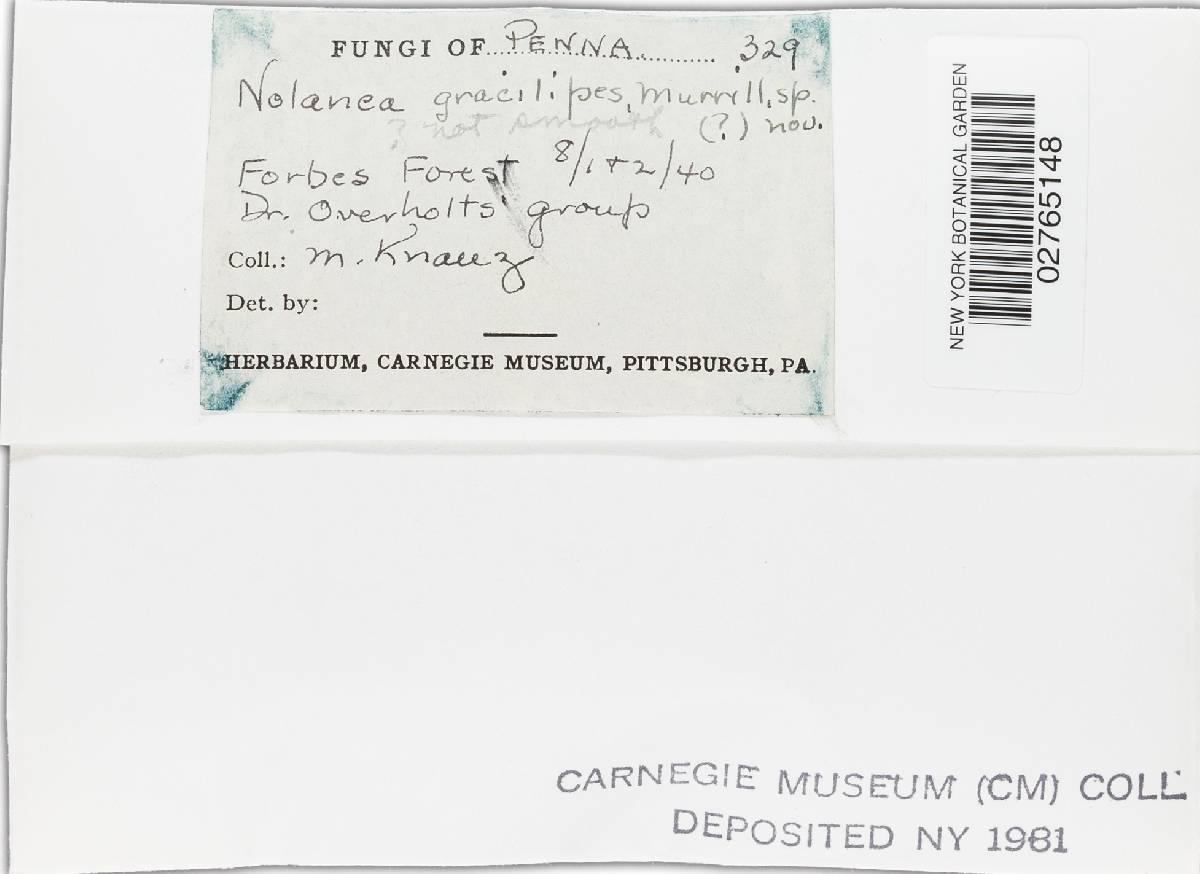 FUNGI OF PENNA. 329
Nolanea gracilipes, Murrill, sp.
? not smooth (?) nov.
Forbes Forest 8/1+2/40
Dr. Overholts' group
Coll.: M. Knauz
Det. by:
HERBARIUM, CARNEGIE MUSEUM, PITTSBURGH, PA.
NEW YORK BOTANICAL GARDEN
02765148
CARNEGIE MUSEUM (CM) COLL.
DEPOSITED NY 1981